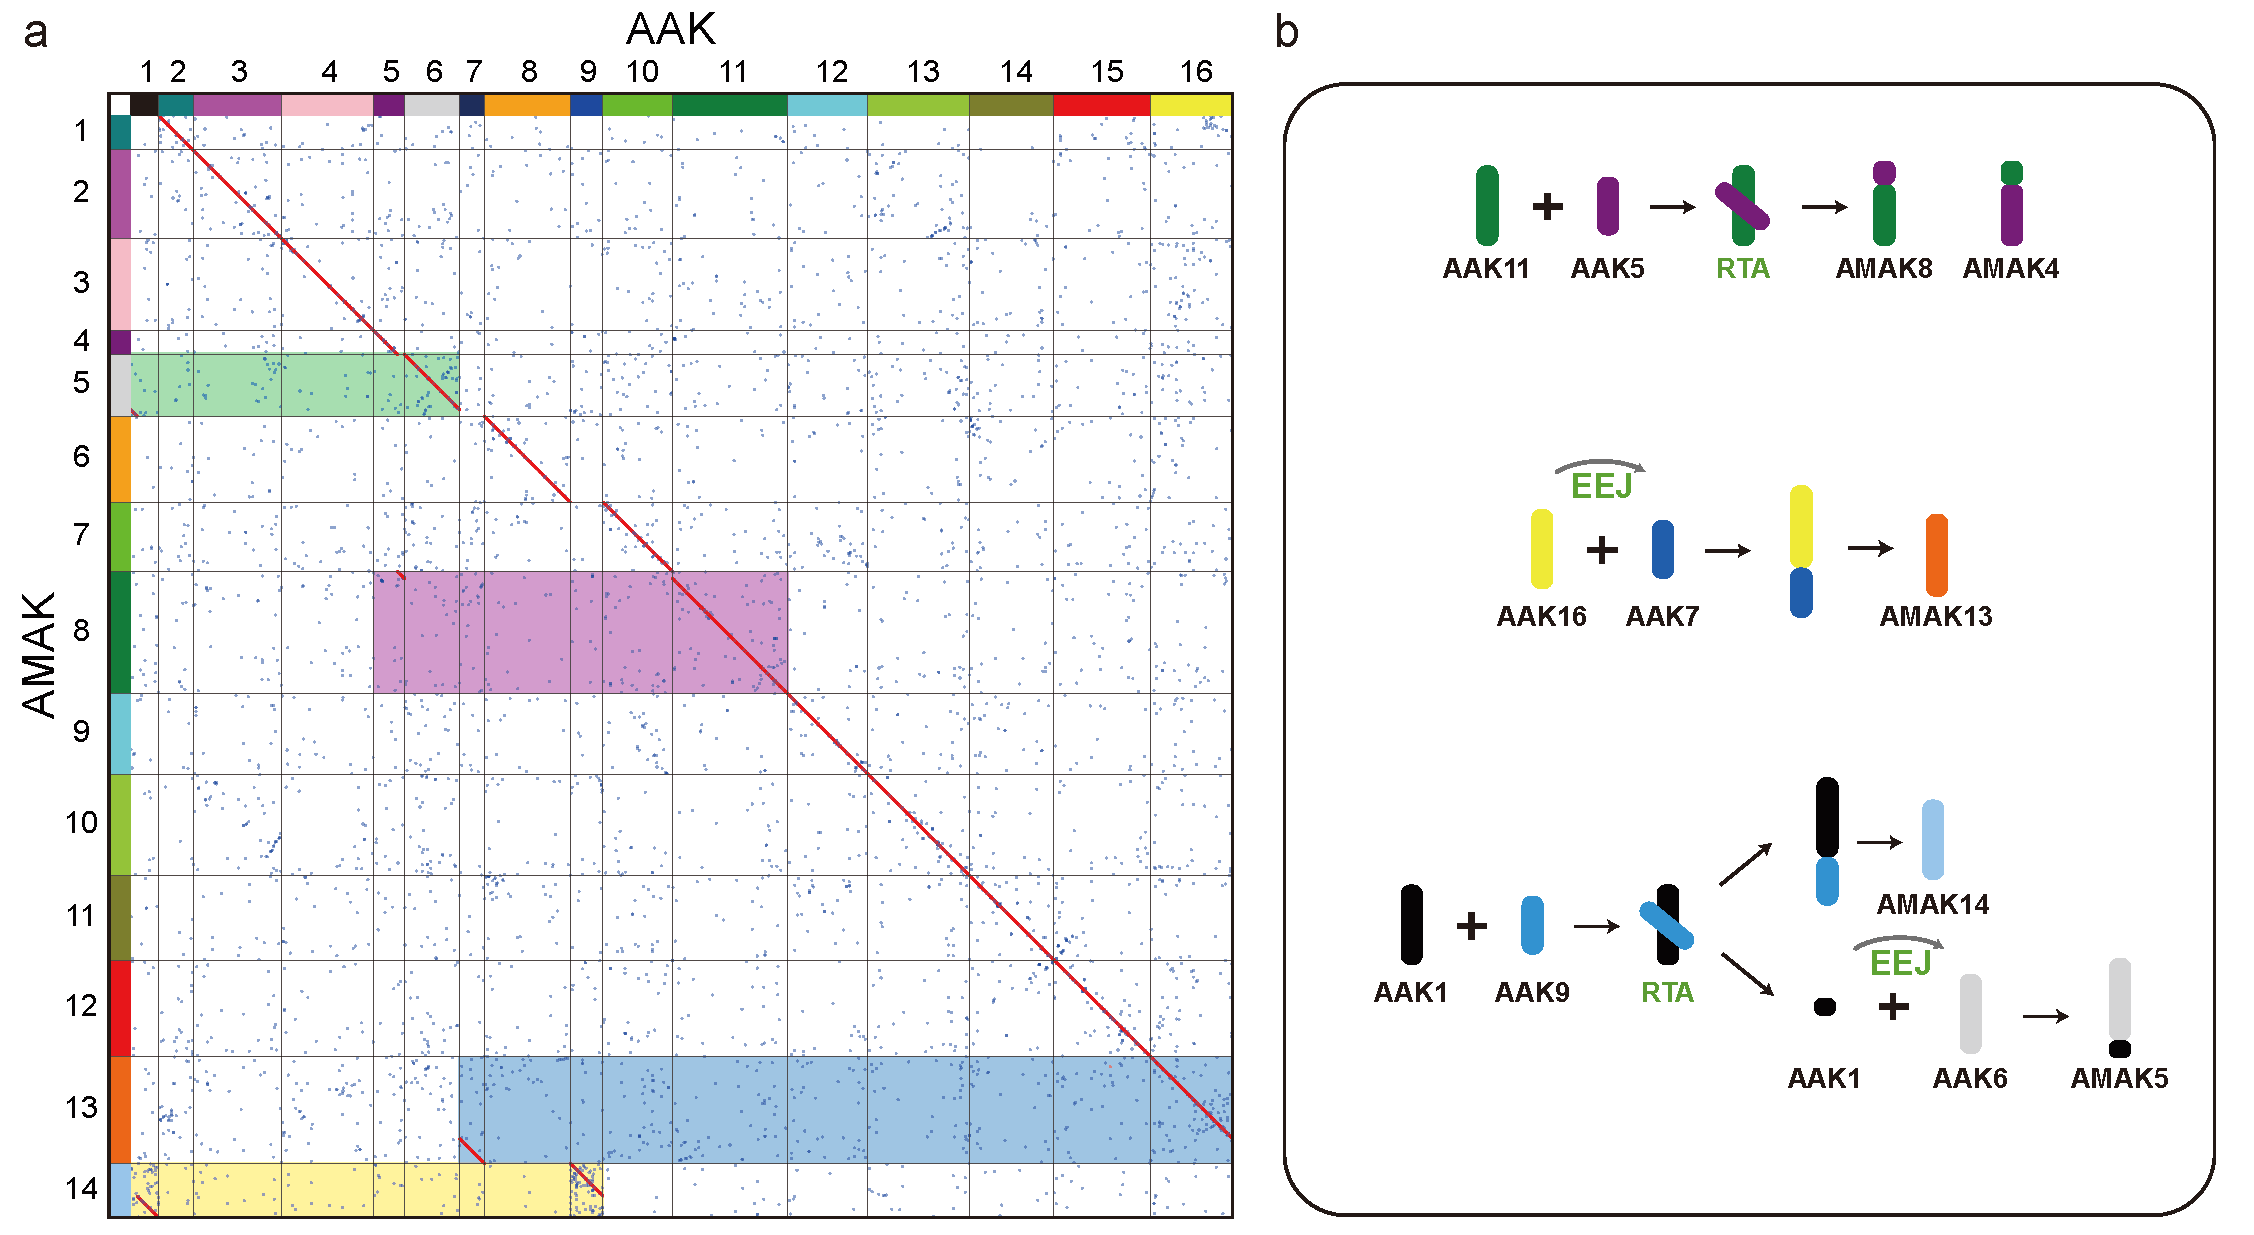 a
AAK
1 2 3 4 5 6 7 8 9 10 11 12 13 14 15 16
AMAK
1
2
3
4
5
6
7
8
9
10
11
12
13
14
b
+
AAK11 AAK5 RTA AMAK8 AMAK4
EEJ
+
AAK16 AAK7 AMAK13
AMAK14
+
AAK1 AAK9 RTA
EEJ
+
AAK1 AAK6 AMAK5